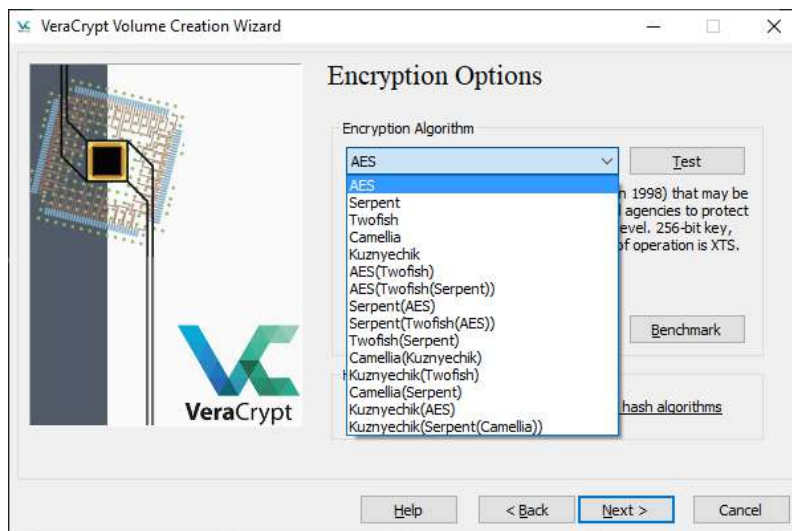 VC VeraCrypt Volume Creation Wizard
Encryption Options
Encryption Algorithm
AES
Test
AES
Serpent
Twofish
Camellia
Kuznyechik
AES(Twofish)
AES(Twofish(Serpent))
Serpent(AES)
Serpent(Twofish(AES))
Twofish(Serpent)
Camellia(Kuznyechik)
Kuznyechik(Twofish)
Camellia(Serpent)
Kuznyechik(AES)
Kuznyechik(Serpent(Camellia))
1998) that may be
agencies to protect
evel. 256-bit key,
of operation is XTS.
Benchmark
hash algorithms
VC
VeraCrypt
Help
< Back
Next >
Cancel